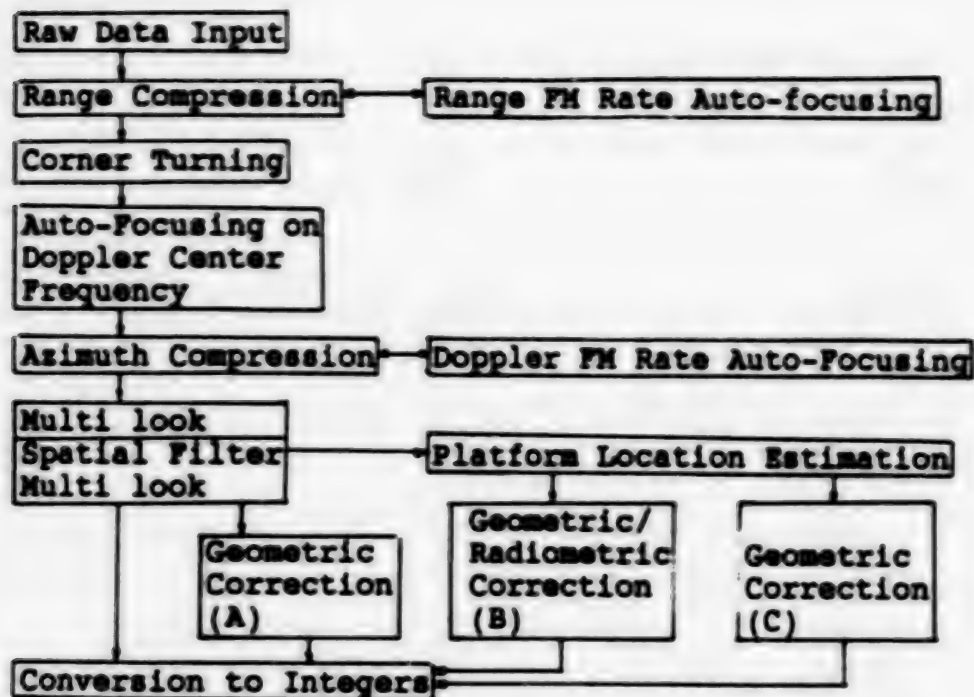 Raw Data Input
Range Compression
Range FM Rate Auto-focusing
Corner Turning
Auto-Focusing on
Doppler Center
Frequency
Azimuth Compression
Doppler FM Rate Auto-Focusing
Multi look
Spatial Filter
Multi look
Platform Location Estimation
Geometric
Correction
(A)
Geometric/
Radiometric
Correction
(B)
Geometric
Correction
(C)
Conversion to Integers